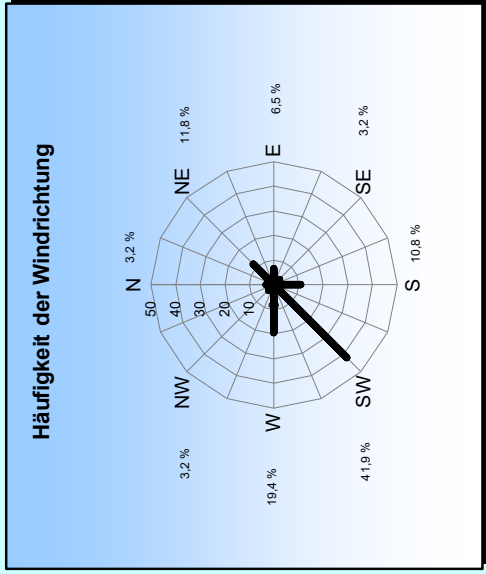 Häufigkeit der Windrichtung
N
3,2 %
50
40
3,2 %
NW
NE
11,8 %
30
20
10
0
19,4 %
W
E
6,5 %
41,9 %
SW
SE
3,2 %
S
10,8 %